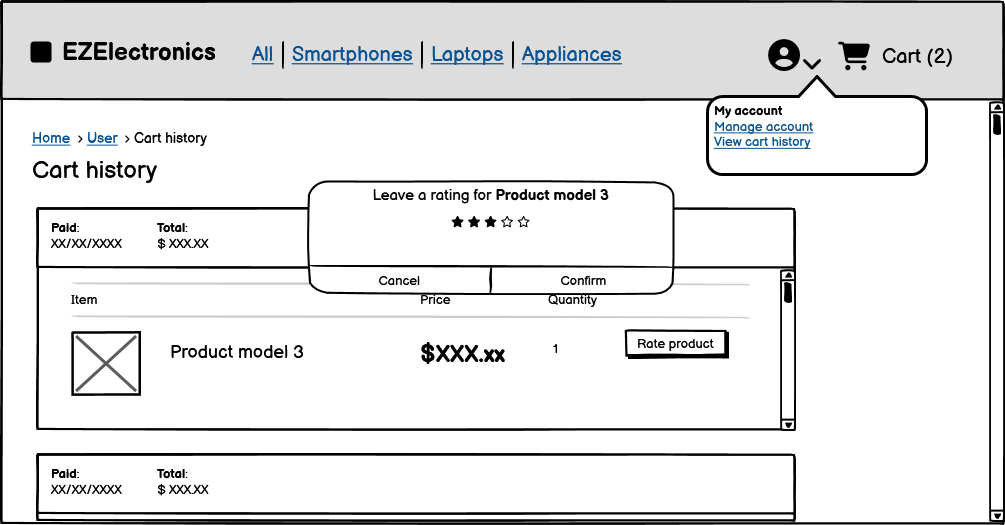 EZElectronics All Smartphones Laptops Appliances Cart (2)
My account
Manage account
View cart history
Home > User > Cart history
Cart history
Leave a rating for Product model 3
Cancel Confirm
Paid: Total:
XX/XX/XXXX $ XXX.XX
Item Price Quantity
Product model 3 $XXX.xx 1 Rate product
Paid: Total:
XX/XX/XXXX $ XXX.XX